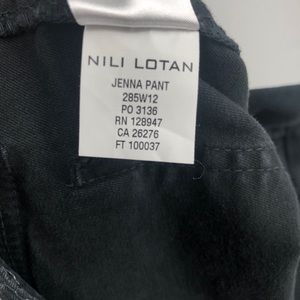 NILI LOTAN
JENNA PANT
285W12
PO 3136
RN 128947
CA 26276
FT 100037